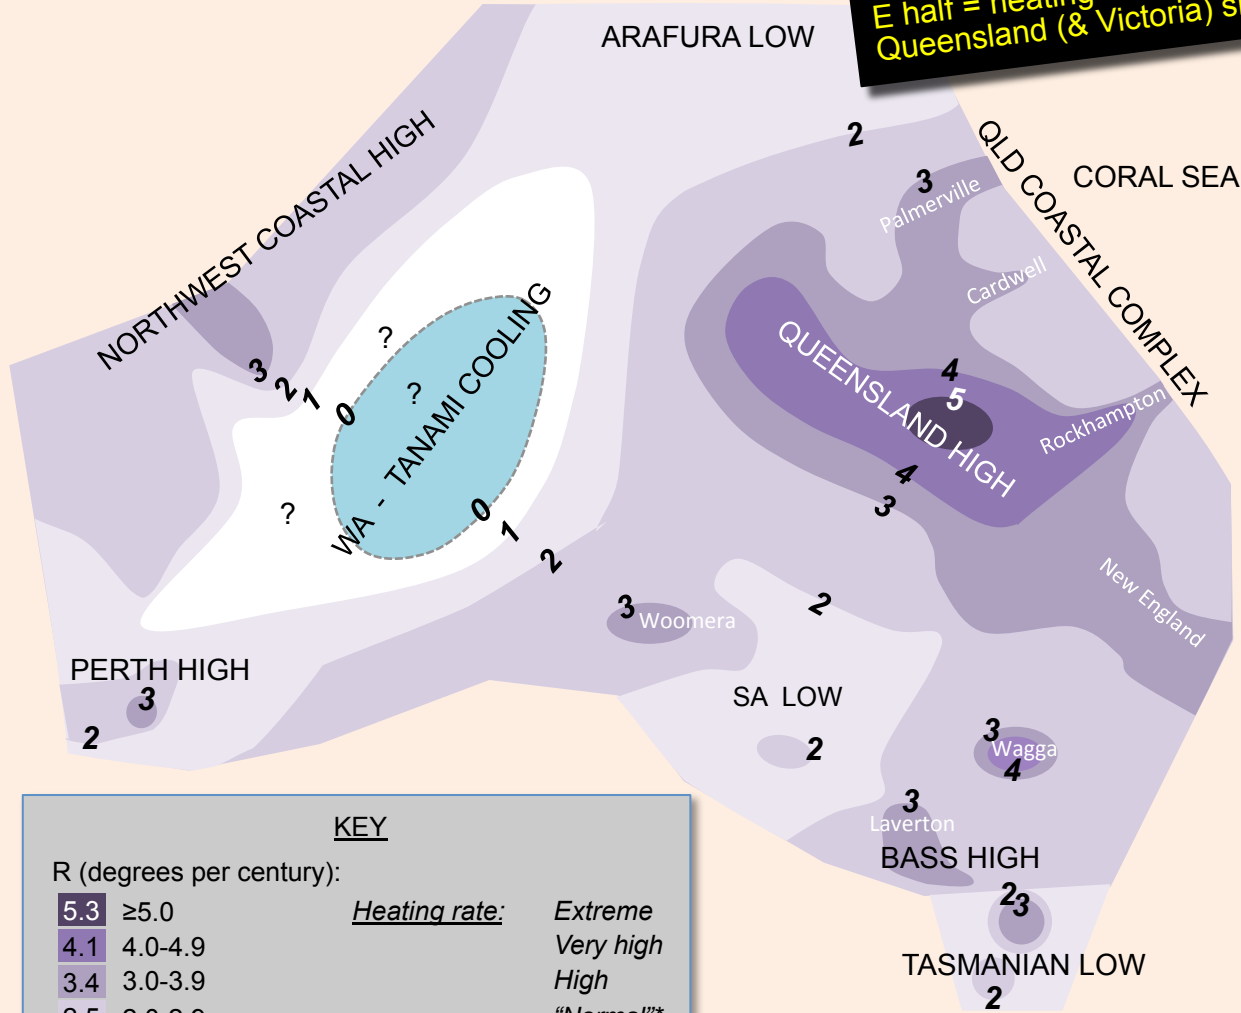 E half = heating
Queensland (& Victoria)
ARAFURA LOW
NORTHWEST COASTAL HIGH
QLD COASTAL COMPLEX
CORAL SEA
2
3
Palmerville
Cardwell
?
?
?
WA - TANAMI COOLING
QUEENSLAND HIGH
4
5
Rockhampton
3
2
1
0
4
3
0
1
2
2
3
Woomera
New England
PERTH HIGH
3
2
SA LOW
2
3
Wagga
4
3
Laverton
BASS HIGH
2
3
TASMANIAN LOW
2
KEY
R (degrees per century):
5.3 ≥5.0 Heating rate: Extreme
4.1 4.0-4.9 Very high
3.4 3.0-3.9 High
"Normal"*